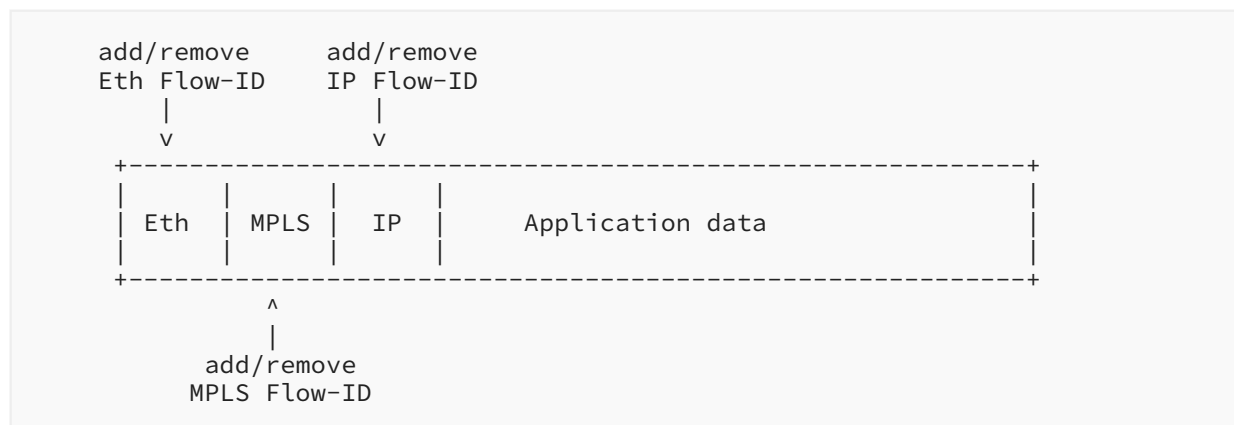 add/remove add/remove
Eth Flow-ID IP Flow-ID
| |
v v
+-----------------------------------------------------------+
| | | | |
| Eth | MPLS | IP | Application data |
| | | | |
+-----------------------------------------------------------+
^
|
add/remove
MPLS Flow-ID